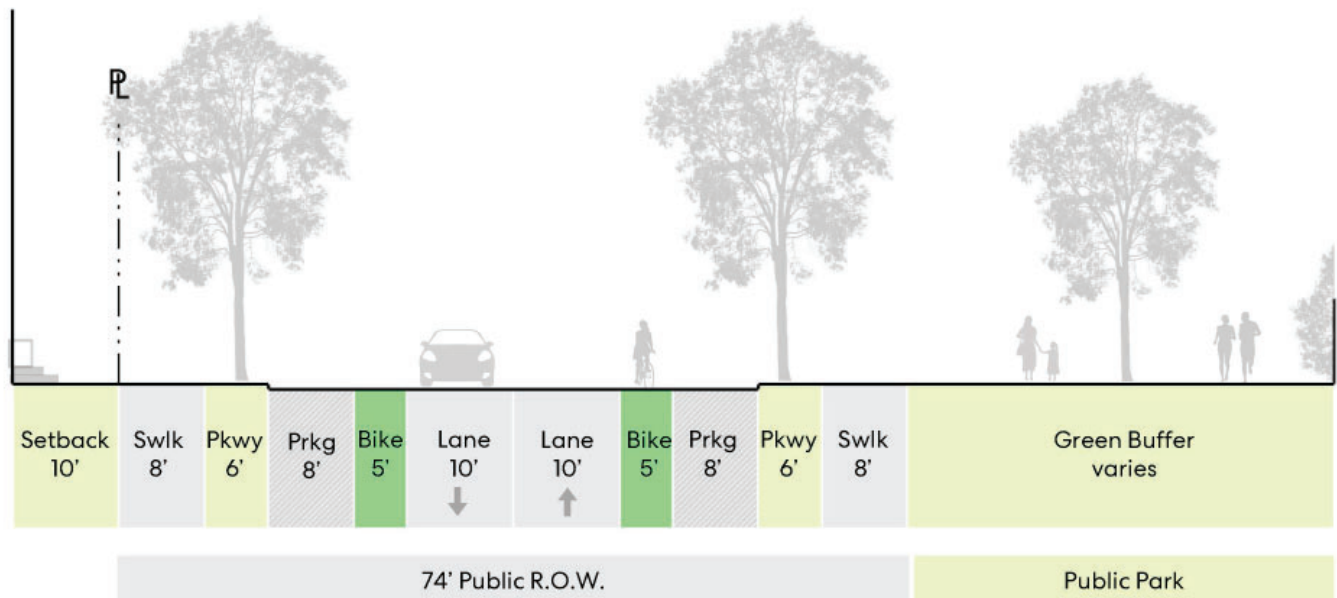 PL
Setback
10’
Swlk
8’
Pkwy
6’
Prkg
8’
Bike
5’
Lane
10’
Lane
10’
Bike
5’
Prkg
8’
Pkwy
6’
Swlk
8’
Green Buffer
varies
74’ Public R.O.W.
Public Park